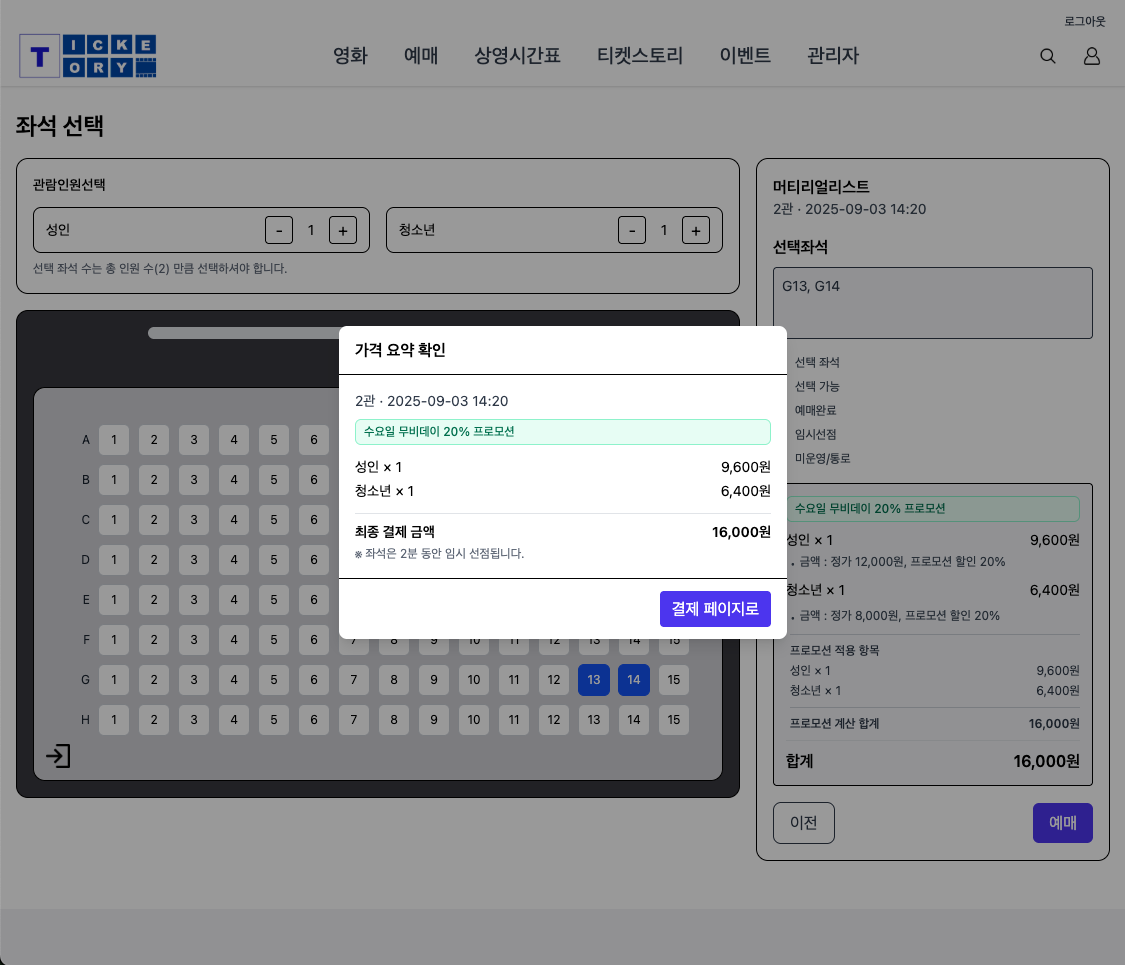 로그아웃
T ICKE
ORY
영화 예매 상영시간표 티켓스토리 이벤트 관리자
좌석 선택
관람인원선택
성인 - 1 +
청소년 - 1 +
선택 좌석 수는 총 인원 수(2) 만큼 선택하셔야 합니다.
A 1 2 3 4 5 6
B 1 2 3 4 5 6
C 1 2 3 4 5 6
D 1 2 3 4 5 6
E 1 2 3 4 5 6
F 1 2 3 4 5 6 7 8 9 10 11 12 13 14 15
G 1 2 3 4 5 6 7 8 9 10 11 12 13 14 15
H 1 2 3 4 5 6 7 8 9 10 11 12 13 14 15
가격 요약 확인
2관 · 2025-09-03 14:20
수요일 무비데이 20% 프로모션
성인 × 1 9,600원
청소년 × 1 6,400원
최종 결제 금액 16,000원
※ 좌석은 2분 동안 임시 선점됩니다.
결제 페이지로
머티리얼리스트
2관 · 2025-09-03 14:20
선택좌석
G13, G14
선택 좌석
선택 가능
예매완료
임시선점
미운영/통로
수요일 무비데이 20% 프로모션
성인 × 1 9,600원
• 금액 : 정가 12,000원, 프로모션 할인 20%
청소년 × 1 6,400원
• 금액 : 정가 8,000원, 프로모션 할인 20%
프로모션 적용 항목
성인 × 1 9,600원
청소년 × 1 6,400원
프로모션 계산 합계 16,000원
합계 16,000원
이전 예매